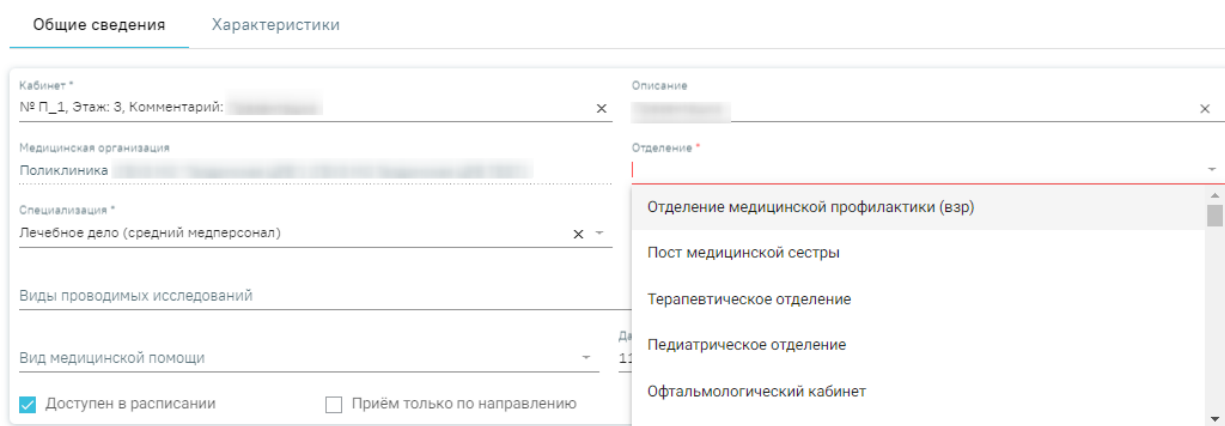 Общие сведения Характеристики
Кабинет *
№ П_1, Этаж: 3, Комментарий:
Описание
Медицинская организация
Поликлиника
Отделение *
Специализация *
Лечебное дело (средний медперсонал)
Отделение медицинской профилактики (взр)
Пост медицинской сестры
Терапевтическое отделение
Педиатрическое отделение
Офтальмологический кабинет
Виды проводимых исследований
Вид медицинской помощи
Доступен в расписании
Приём только по направлению